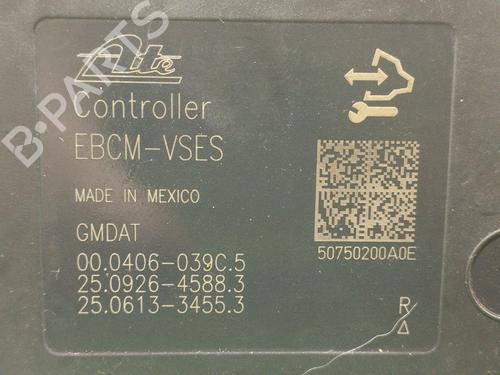 Ate
Controller
EBCM-VSES
MADE IN MEXICO
GMDAT
00.0406-039C.5
25.0926-4588.3
25.0613-3455.3
50750200A0E
R
B-PARTS